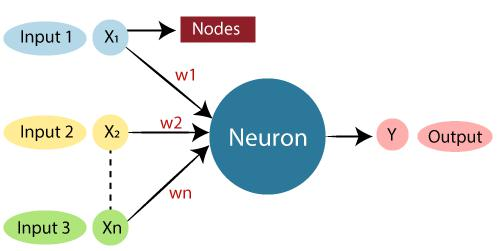 Input 1
X₁
Nodes
w1
Input 2
X₂
w2
Neuron
Y
Output
wn
Input 3
Xn